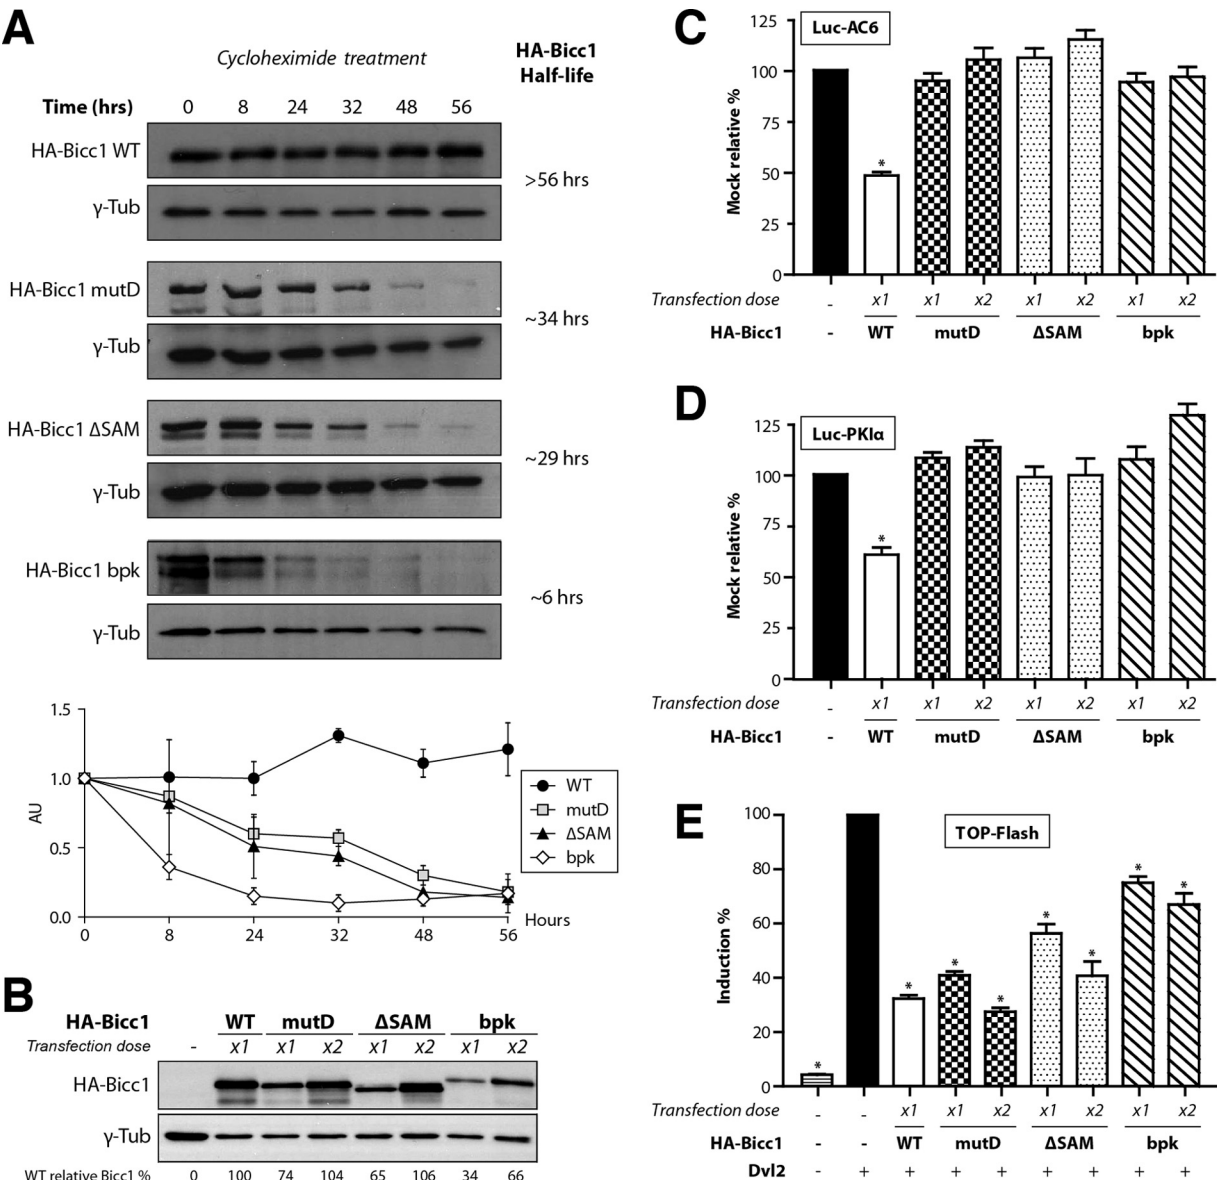 A
Cycloheximide treatment
HA-Bicc1
Half-life
Time (hrs) 0 8 24 32 48 56
HA-Bicc1 WT
>56 hrs
γ-Tub
HA-Bicc1 mutD
~34 hrs
γ-Tub
HA-Bicc1 ΔSAM
~29 hrs
γ-Tub
HA-Bicc1 bpk
~6 hrs
γ-Tub
1.5
1.0
0.5
0.0
AU
0 8 24 32 48 56
Hours
WT
mutD
ΔSAM
bpk
B
HA-Bicc1 WT mutD ΔSAM bpk
Transfection dose - x1 x1 x2 x1 x2 x1 x2
HA-Bicc1
γ-Tub
WT relative Bicc1 % 0 100 74 104 65 106 34 66
C
Luc-AC6
125
100
75
50
25
0
Mock relative %
*
Transfection dose - x1 x1 x2 x1 x2 x1 x2
HA-Bicc1 - WT mutD ΔSAM bpk
D
Luc-PKIα
125
100
75
50
25
0
Mock relative %
*
Transfection dose - x1 x1 x2 x1 x2 x1 x2
HA-Bicc1 - WT mutD ΔSAM bpk
E
TOP-Flash
100
80
60
40
20
0
Induction %
* * * * * * * *
Transfection dose - - x1 x1 x2 x1 x2 x1 x2
HA-Bicc1 - - WT mutD ΔSAM bpk
Dvl2 - + + + + + + + +